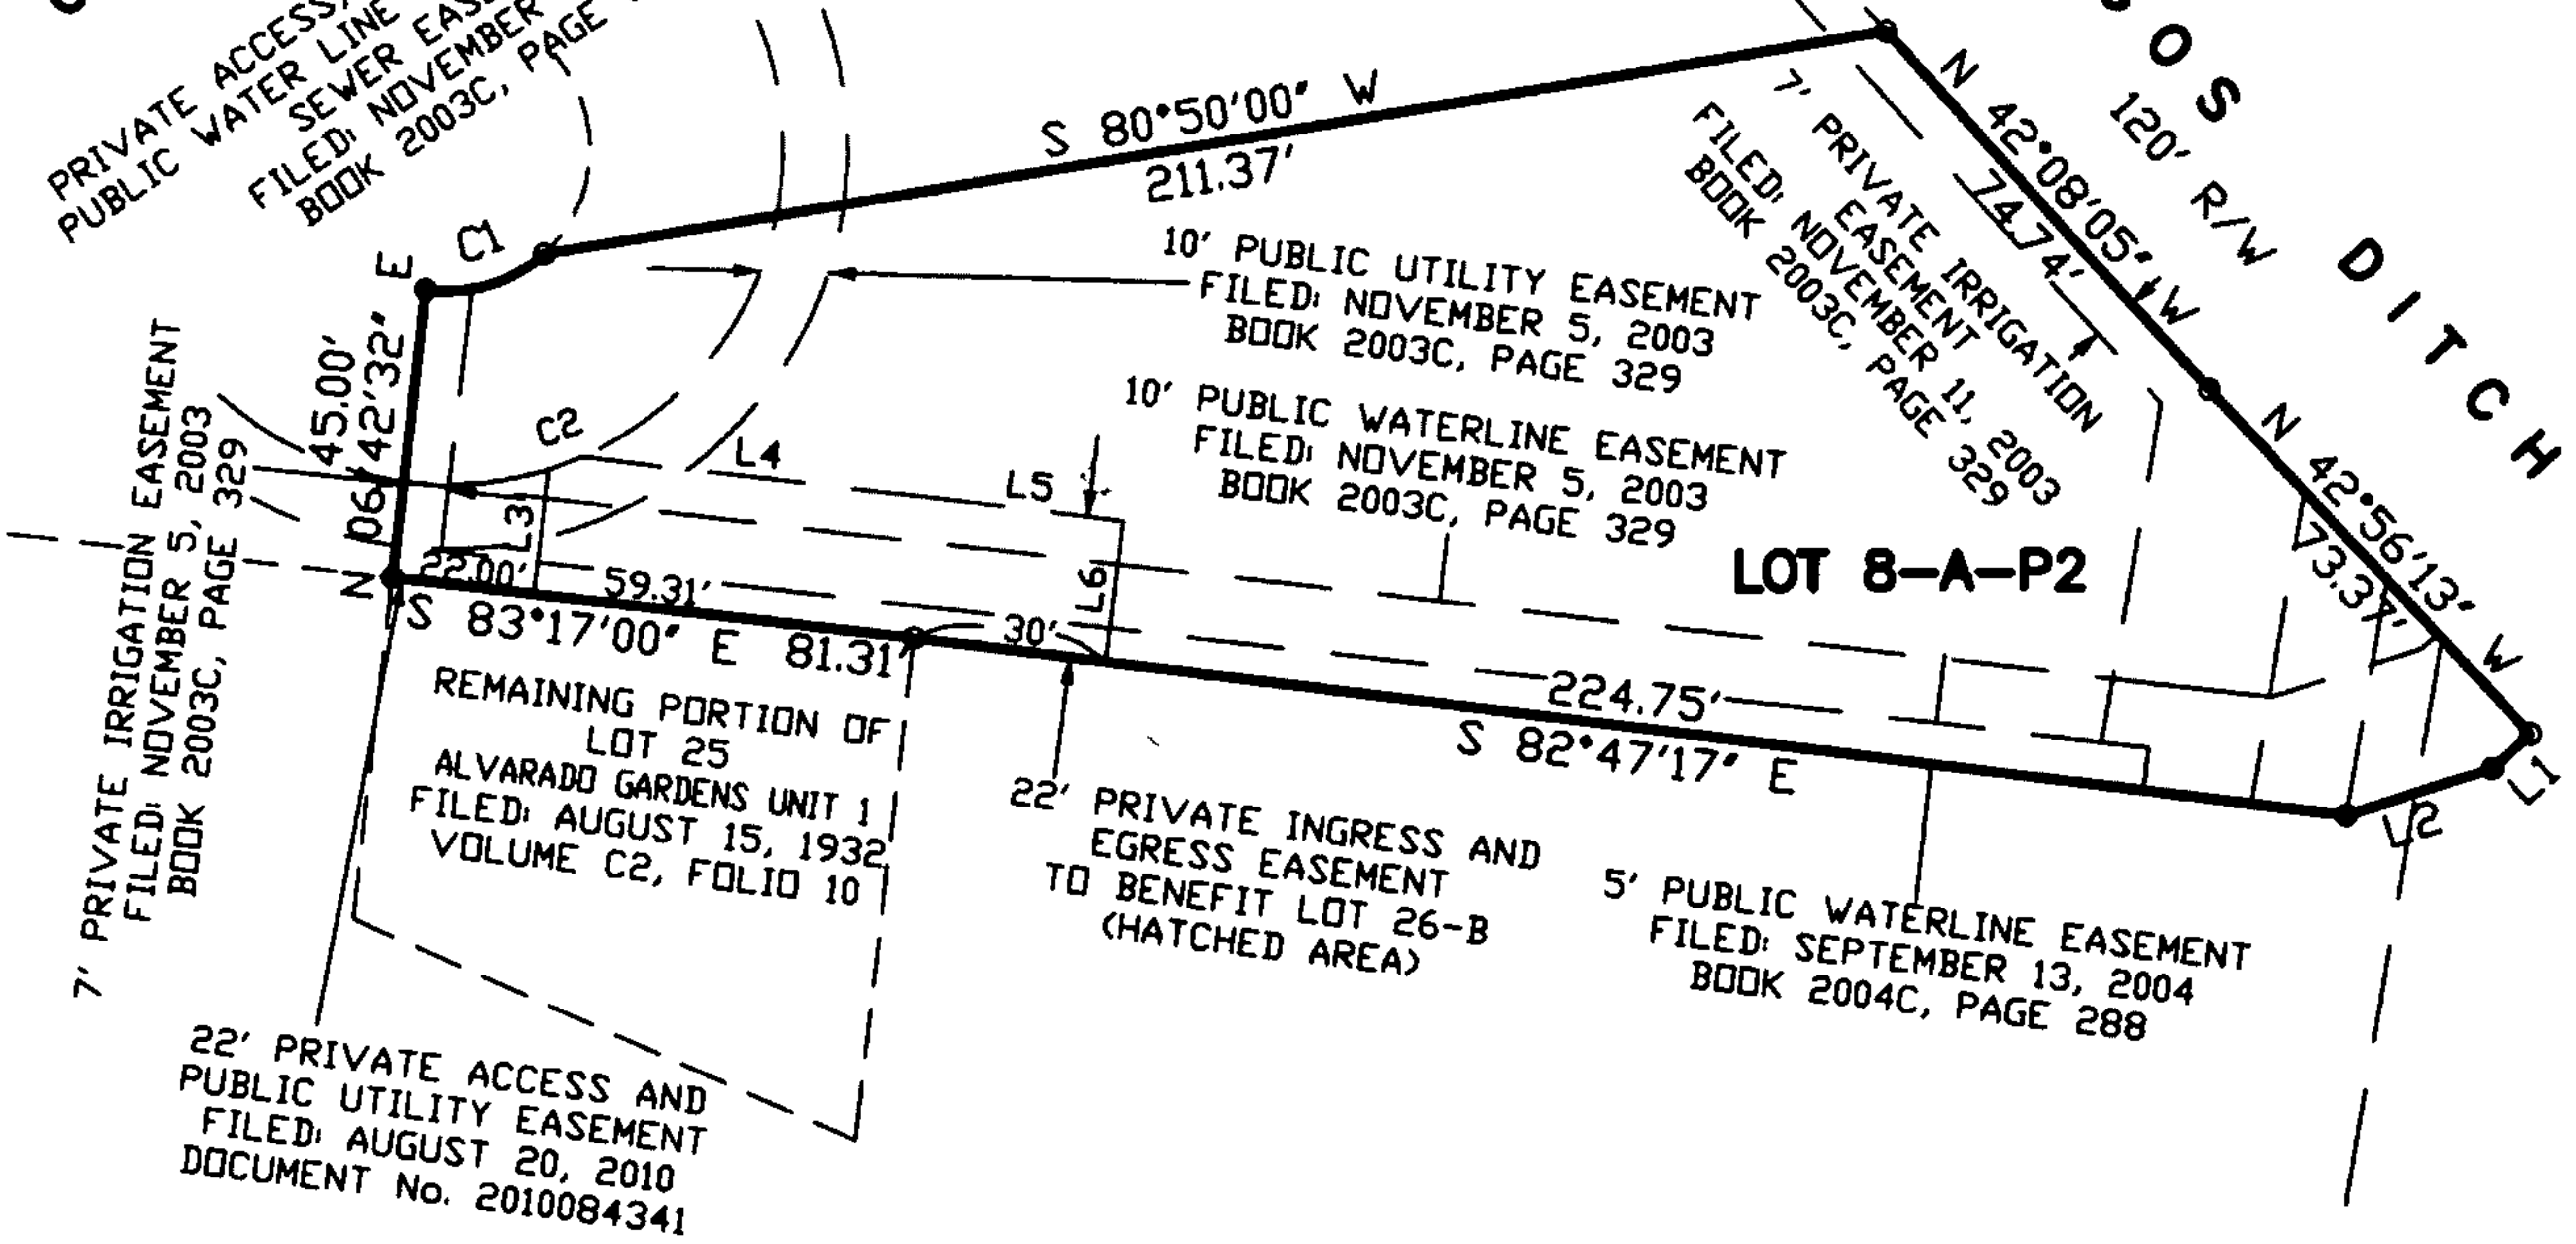 PRIVATE ACCESS,
PUBLIC WATER LINE
SEWER
FILED: NOVEMBER
BOOK 2003C, PAGE
O S
DITCH
120' R/W
S 80°50'00" W
211.37'
N 42°08'05" W
74.74'
7' PRIVATE IRRIGATION
EASEMENT
FILED: NOVEMBER 11, 2003
BOOK 2003C, PAGE 329
C1
N 06°42'32" E
45.00'
7' PRIVATE IRRIGATION EASEMENT
FILED: NOVEMBER 5, 2003
BOOK 2003C, PAGE 329
10' PUBLIC UTILITY EASEMENT
FILED: NOVEMBER 5, 2003
BOOK 2003C, PAGE 329
10' PUBLIC WATERLINE EASEMENT
FILED: NOVEMBER 5, 2003
BOOK 2003C, PAGE 329
C2
L4
L5
L3
L6
N 42°56'13" W
73.37'
LOT 8-A-P2
22.00'
59.31'
30'
S 83°17'00" E 81.31'
224.75'
S 82°47'17" E
L1
L2
REMAINING PORTION OF
LOT 25
ALVARADO GARDENS UNIT 1
FILED: AUGUST 15, 1932
VOLUME C2, FOLIO 10
22' PRIVATE INGRESS AND
EGRESS EASEMENT
TO BENEFIT LOT 26-B
(HATCHED AREA)
5' PUBLIC WATERLINE EASEMENT
FILED: SEPTEMBER 13, 2004
BOOK 2004C, PAGE 288
22' PRIVATE ACCESS AND
PUBLIC UTILITY EASEMENT
FILED: AUGUST 20, 2010
DOCUMENT No. 2010084341